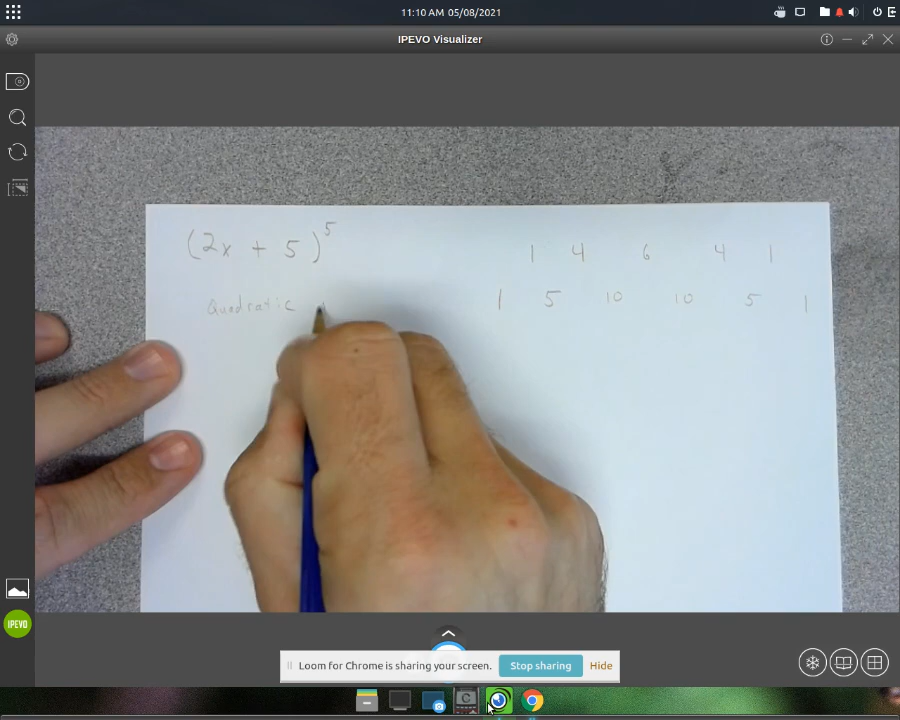 11:10 AM 05/08/2021
IPEVO Visualizer
(2x + 5)^5
1 4 6 4 1
Quadratic
1 5 10 10 5 1
IPEVO
Loom for Chrome is sharing your screen. Stop sharing Hide
C